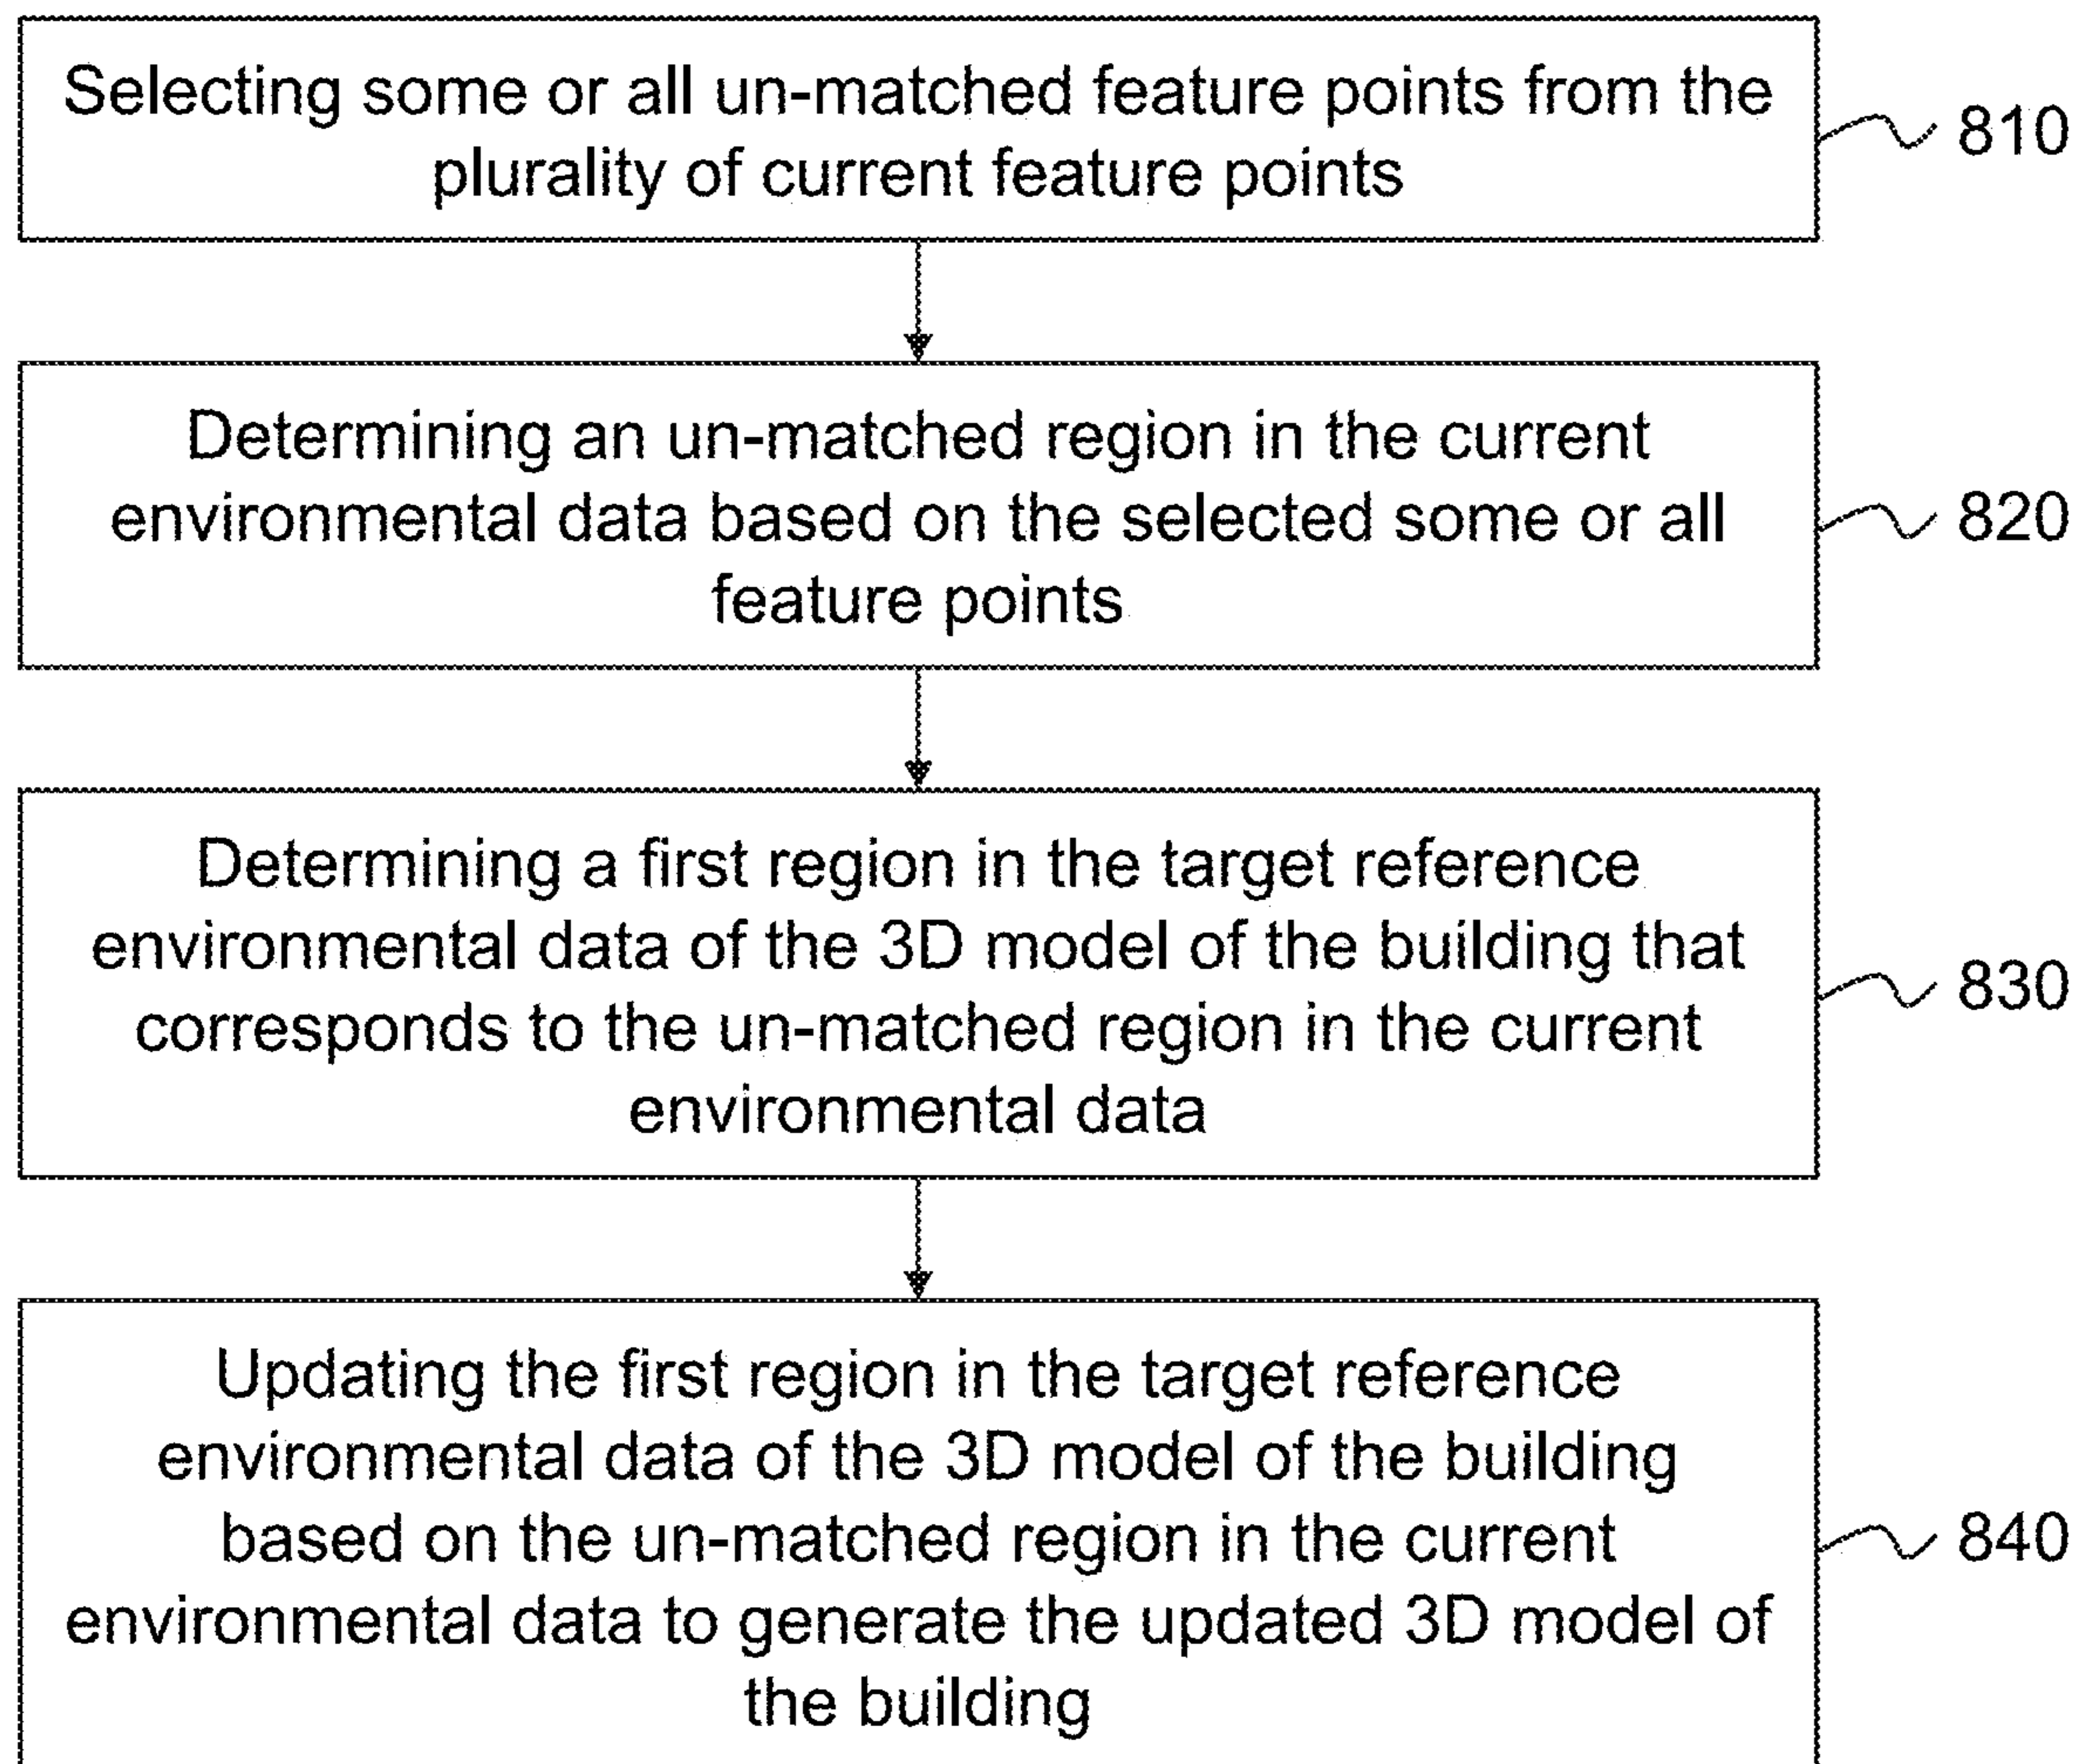 Selecting some or all un-matched feature points from the
plurality of current feature points
810
Determining an un-matched region in the current
environmental data based on the selected some or all
feature points
820
Determining a first region in the target reference
environmental data of the 3D model of the building that
corresponds to the un-matched region in the current
environmental data
830
Updating the first region in the target reference
environmental data of the 3D model of the building
based on the un-matched region in the current
environmental data to generate the updated 3D model of
the building
840